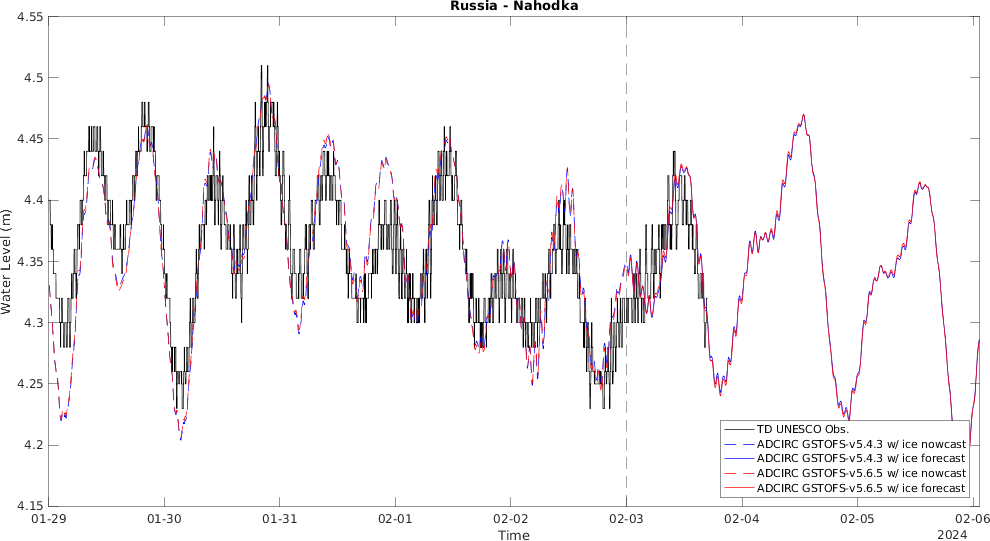 Russia - Nahodka
4.55
4.5
4.45
4.4
4.35
4.3
4.25
4.2
4.15
Water Level (m)
TD UNESCO Obs.
ADCIRC GSTOFS-v5.4.3 w/ ice nowcast
ADCIRC GSTOFS-v5.4.3 w/ ice forecast
ADCIRC GSTOFS-v5.6.5 w/ ice nowcast
ADCIRC GSTOFS-v5.6.5 w/ ice forecast
01-29 01-30 01-31 02-01 02-02 02-03 02-04 02-05 02-06
Time
2024